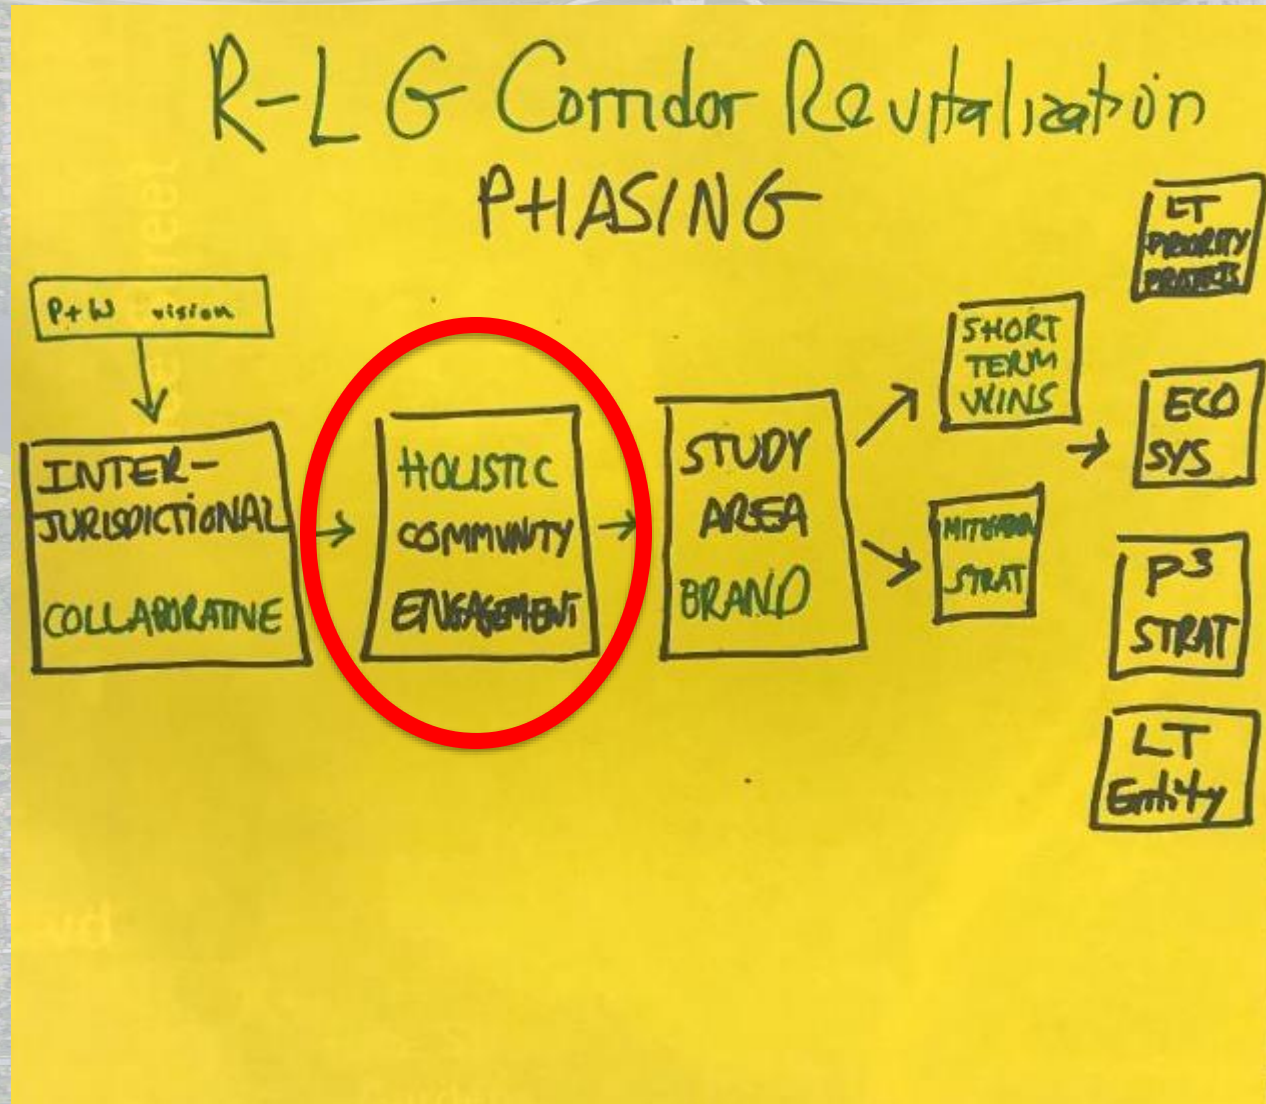 R-LG Corridor Revitalization
PHASING
P+W vision
INTER-
JURISDICTIONAL
COLLABORATIVE
HOLISTIC
COMMUNITY
ENGAGEMENT
STUDY
AREA
BRAND
SHORT
TERM
WINS
MITIGATION
STRAT
LT
PRIORITY
PROJECTS
ECO
SYS
P3
STRAT
LT
Entity